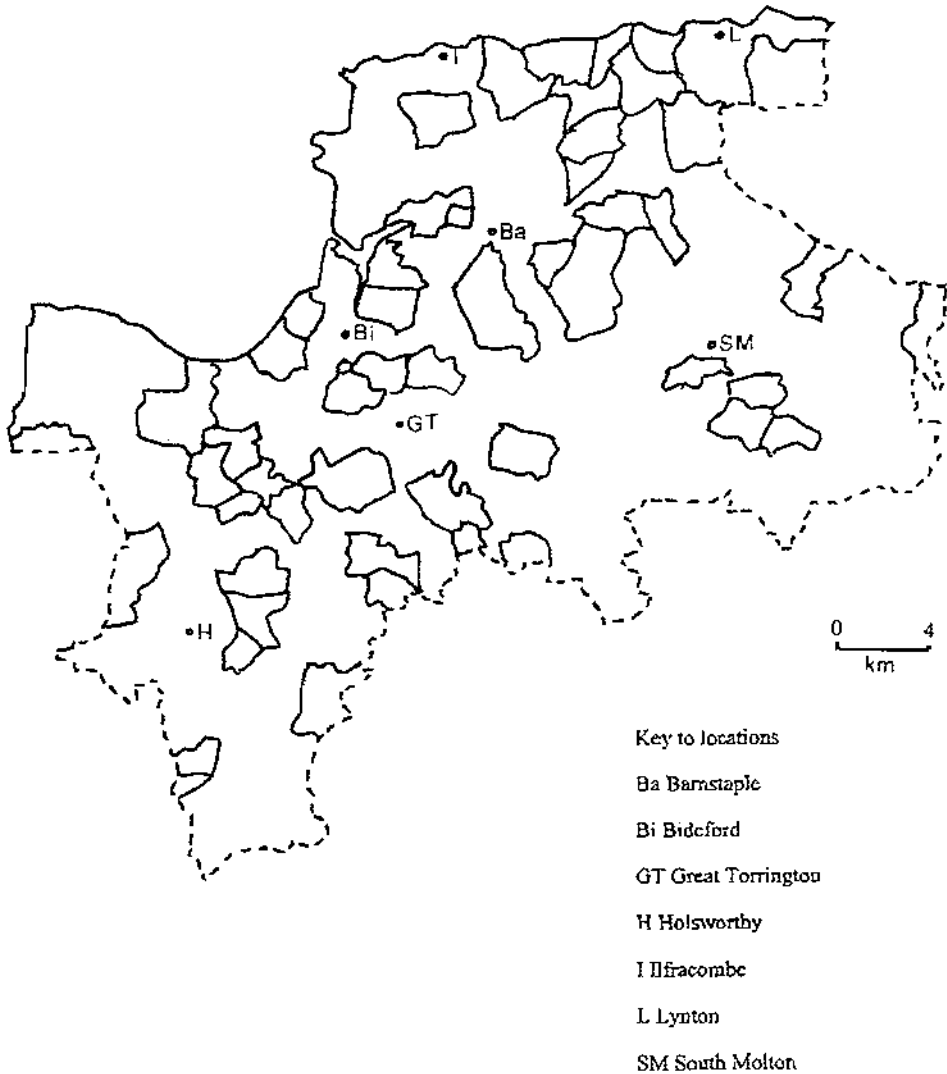 I
L
Ba
Bi
SM
GT
H
0 4
km
Key to locations
Ba Barnstaple
Bi Bideford
GT Great Torrington
H Holsworthy
I Ilfracombe
L Lynton
SM South Molton